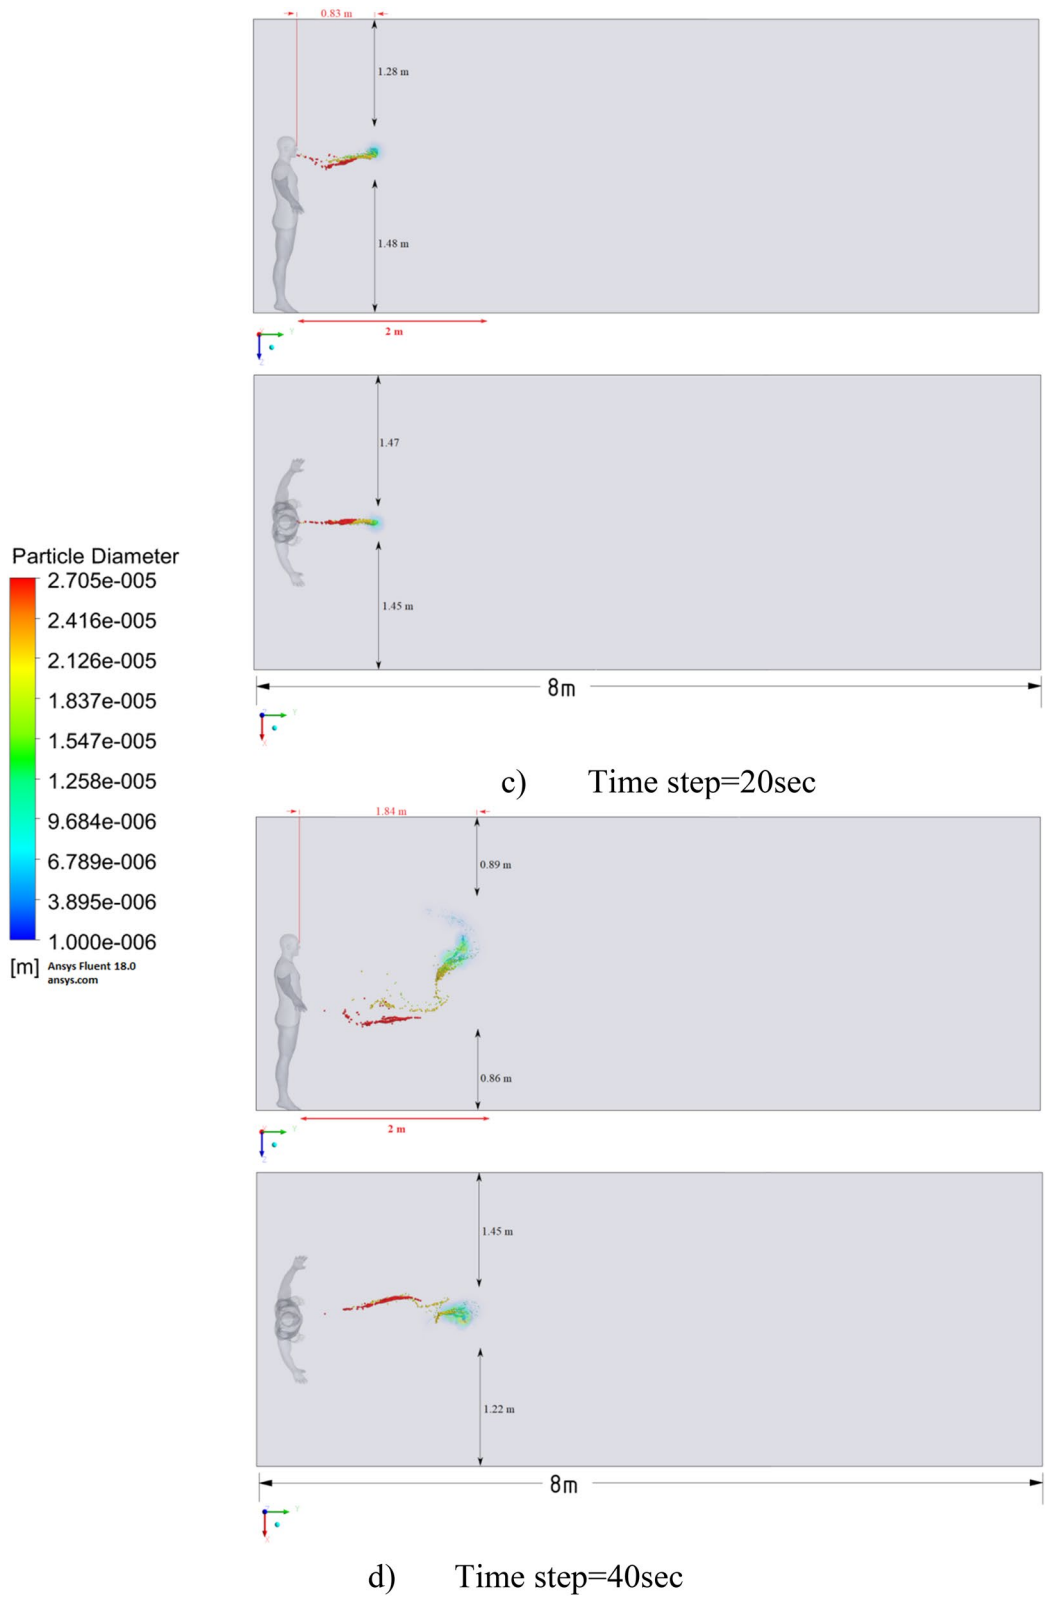 0.83 m
1.28 m
1.48 m
2 m
1.47
Particle Diameter
2.705e-005
2.416e-005
2.126e-005
1.837e-005
1.547e-005
1.258e-005
9.684e-006
6.789e-006
3.895e-006
1.000e-006
[m] Ansys Fluent 18.0
ansys.com
1.45 m
8m
c) Time step=20sec
1.84 m
0.89 m
0.86 m
2 m
1.45 m
1.22 m
8m
d) Time step=40sec